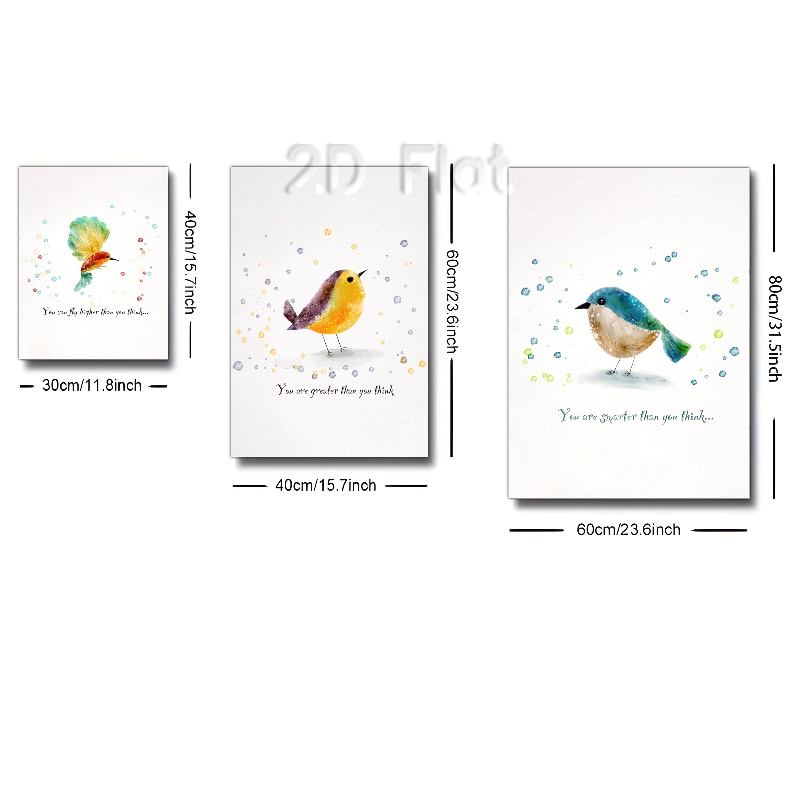 2D Flat
You can fly higher than you think...
40cm/15.7inch
30cm/11.8inch
You are greater than you think
60cm/23.6inch
40cm/15.7inch
You are smarter than you think...
80cm/31.5inch
60cm/23.6inch